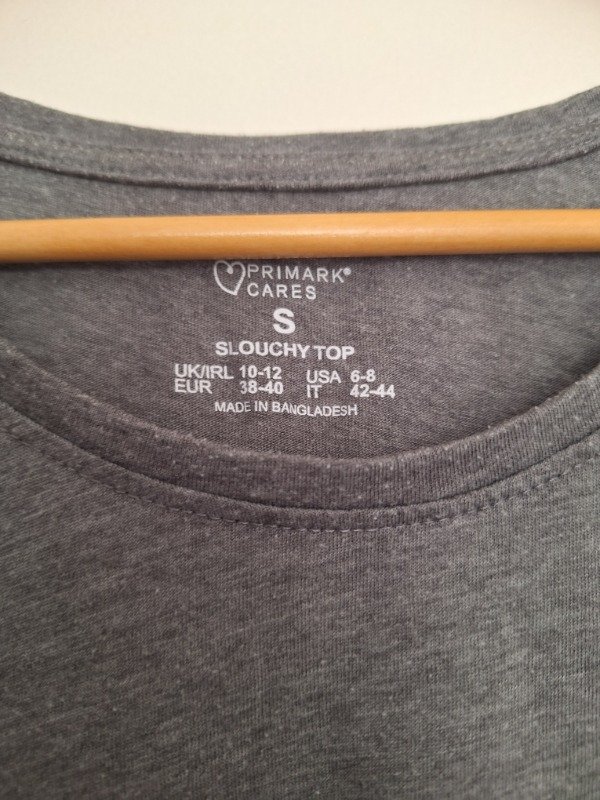 PRIMARK®
CARES
S
SLOUCHY TOP
UK/IRL 10-12 USA 6-8
EUR 38-40 IT 42-44
MADE IN BANGLADESH